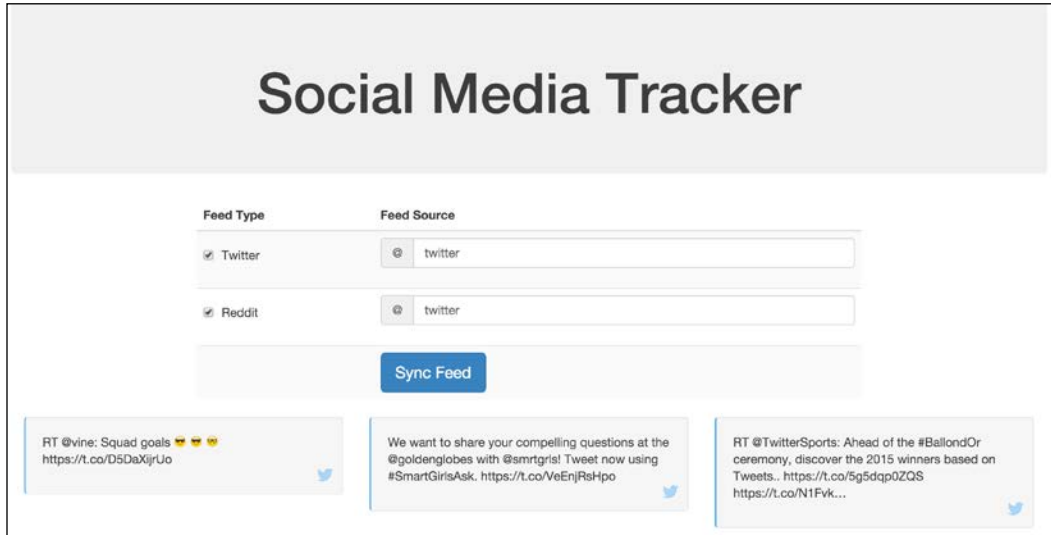 Social Media Tracker
Feed Type Feed Source
Twitter @ twitter
Reddit @ twitter
Sync Feed
RT @vine: Squad goals 😎 😎 🤓
https://t.co/D5DaXijrUo
We want to share your compelling questions at the
@goldenglobes with @smrtgrls! Tweet now using
#SmartGirlsAsk. https://t.co/VeEnjRsHpo
RT @TwitterSports: Ahead of the #BallondOr
ceremony, discover the 2015 winners based on
Tweets.. https://t.co/5g5dqp0ZQS
https://t.co/N1Fvk…